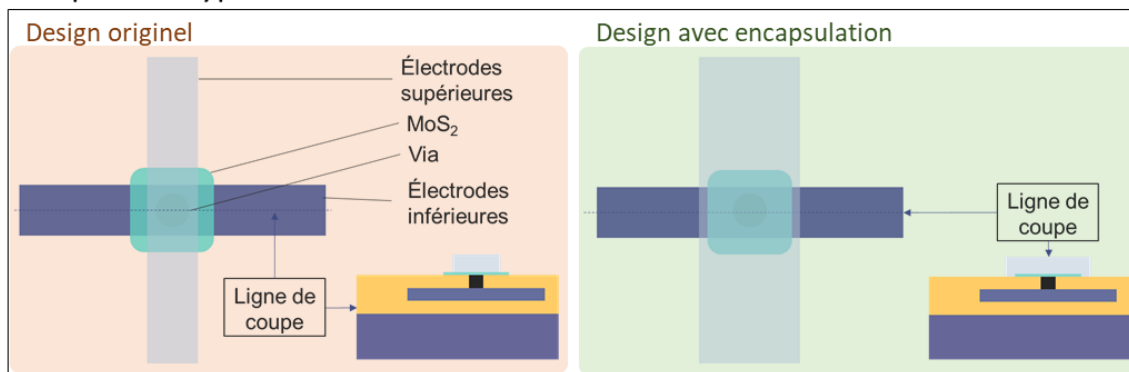 Design originel
Électrodes
supérieures
MoS₂
Via
Électrodes
inférieures
Ligne de
coupe
Design avec encapsulation
Ligne de
coupe